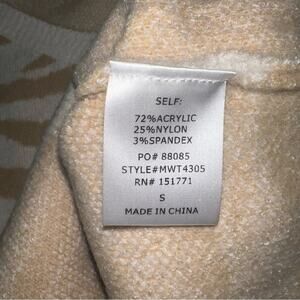 SELF:
72%ACRYLIC
25%NYLON
3%SPANDEX
PO# 88085
STYLE#MWT4305
RN# 151771
S
MADE IN CHINA